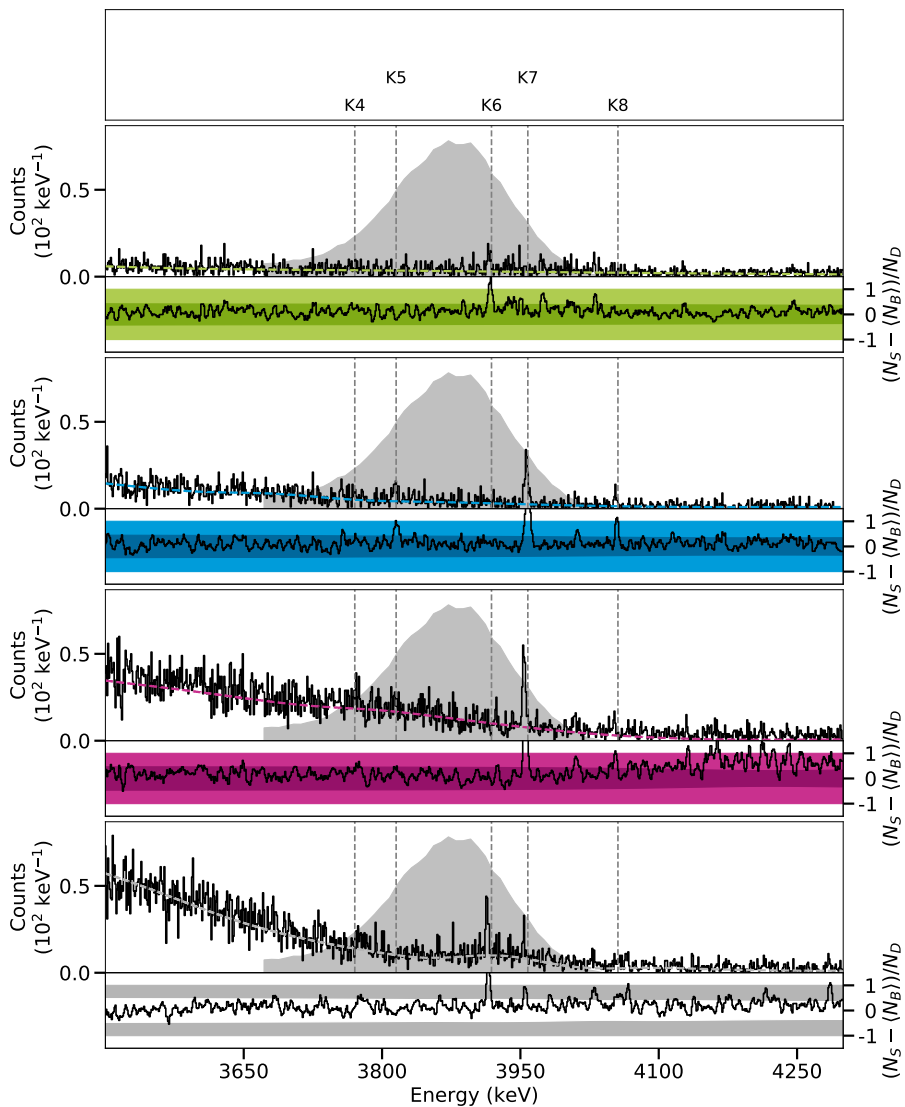 K5 K7
K4 K6 K8
Counts
(10² keV⁻¹)
0.5
0.0
1
0
-1
(N_S − ⟨N_B⟩)/N_D
Counts
(10² keV⁻¹)
0.5
0.0
1
0
-1
(N_S − ⟨N_B⟩)/N_D
Counts
(10² keV⁻¹)
0.5
0.0
1
0
-1
(N_S − ⟨N_B⟩)/N_D
Counts
(10² keV⁻¹)
0.5
0.0
1
0
-1
(N_S − ⟨N_B⟩)/N_D
3650 3800 3950 4100 4250
Energy (keV)